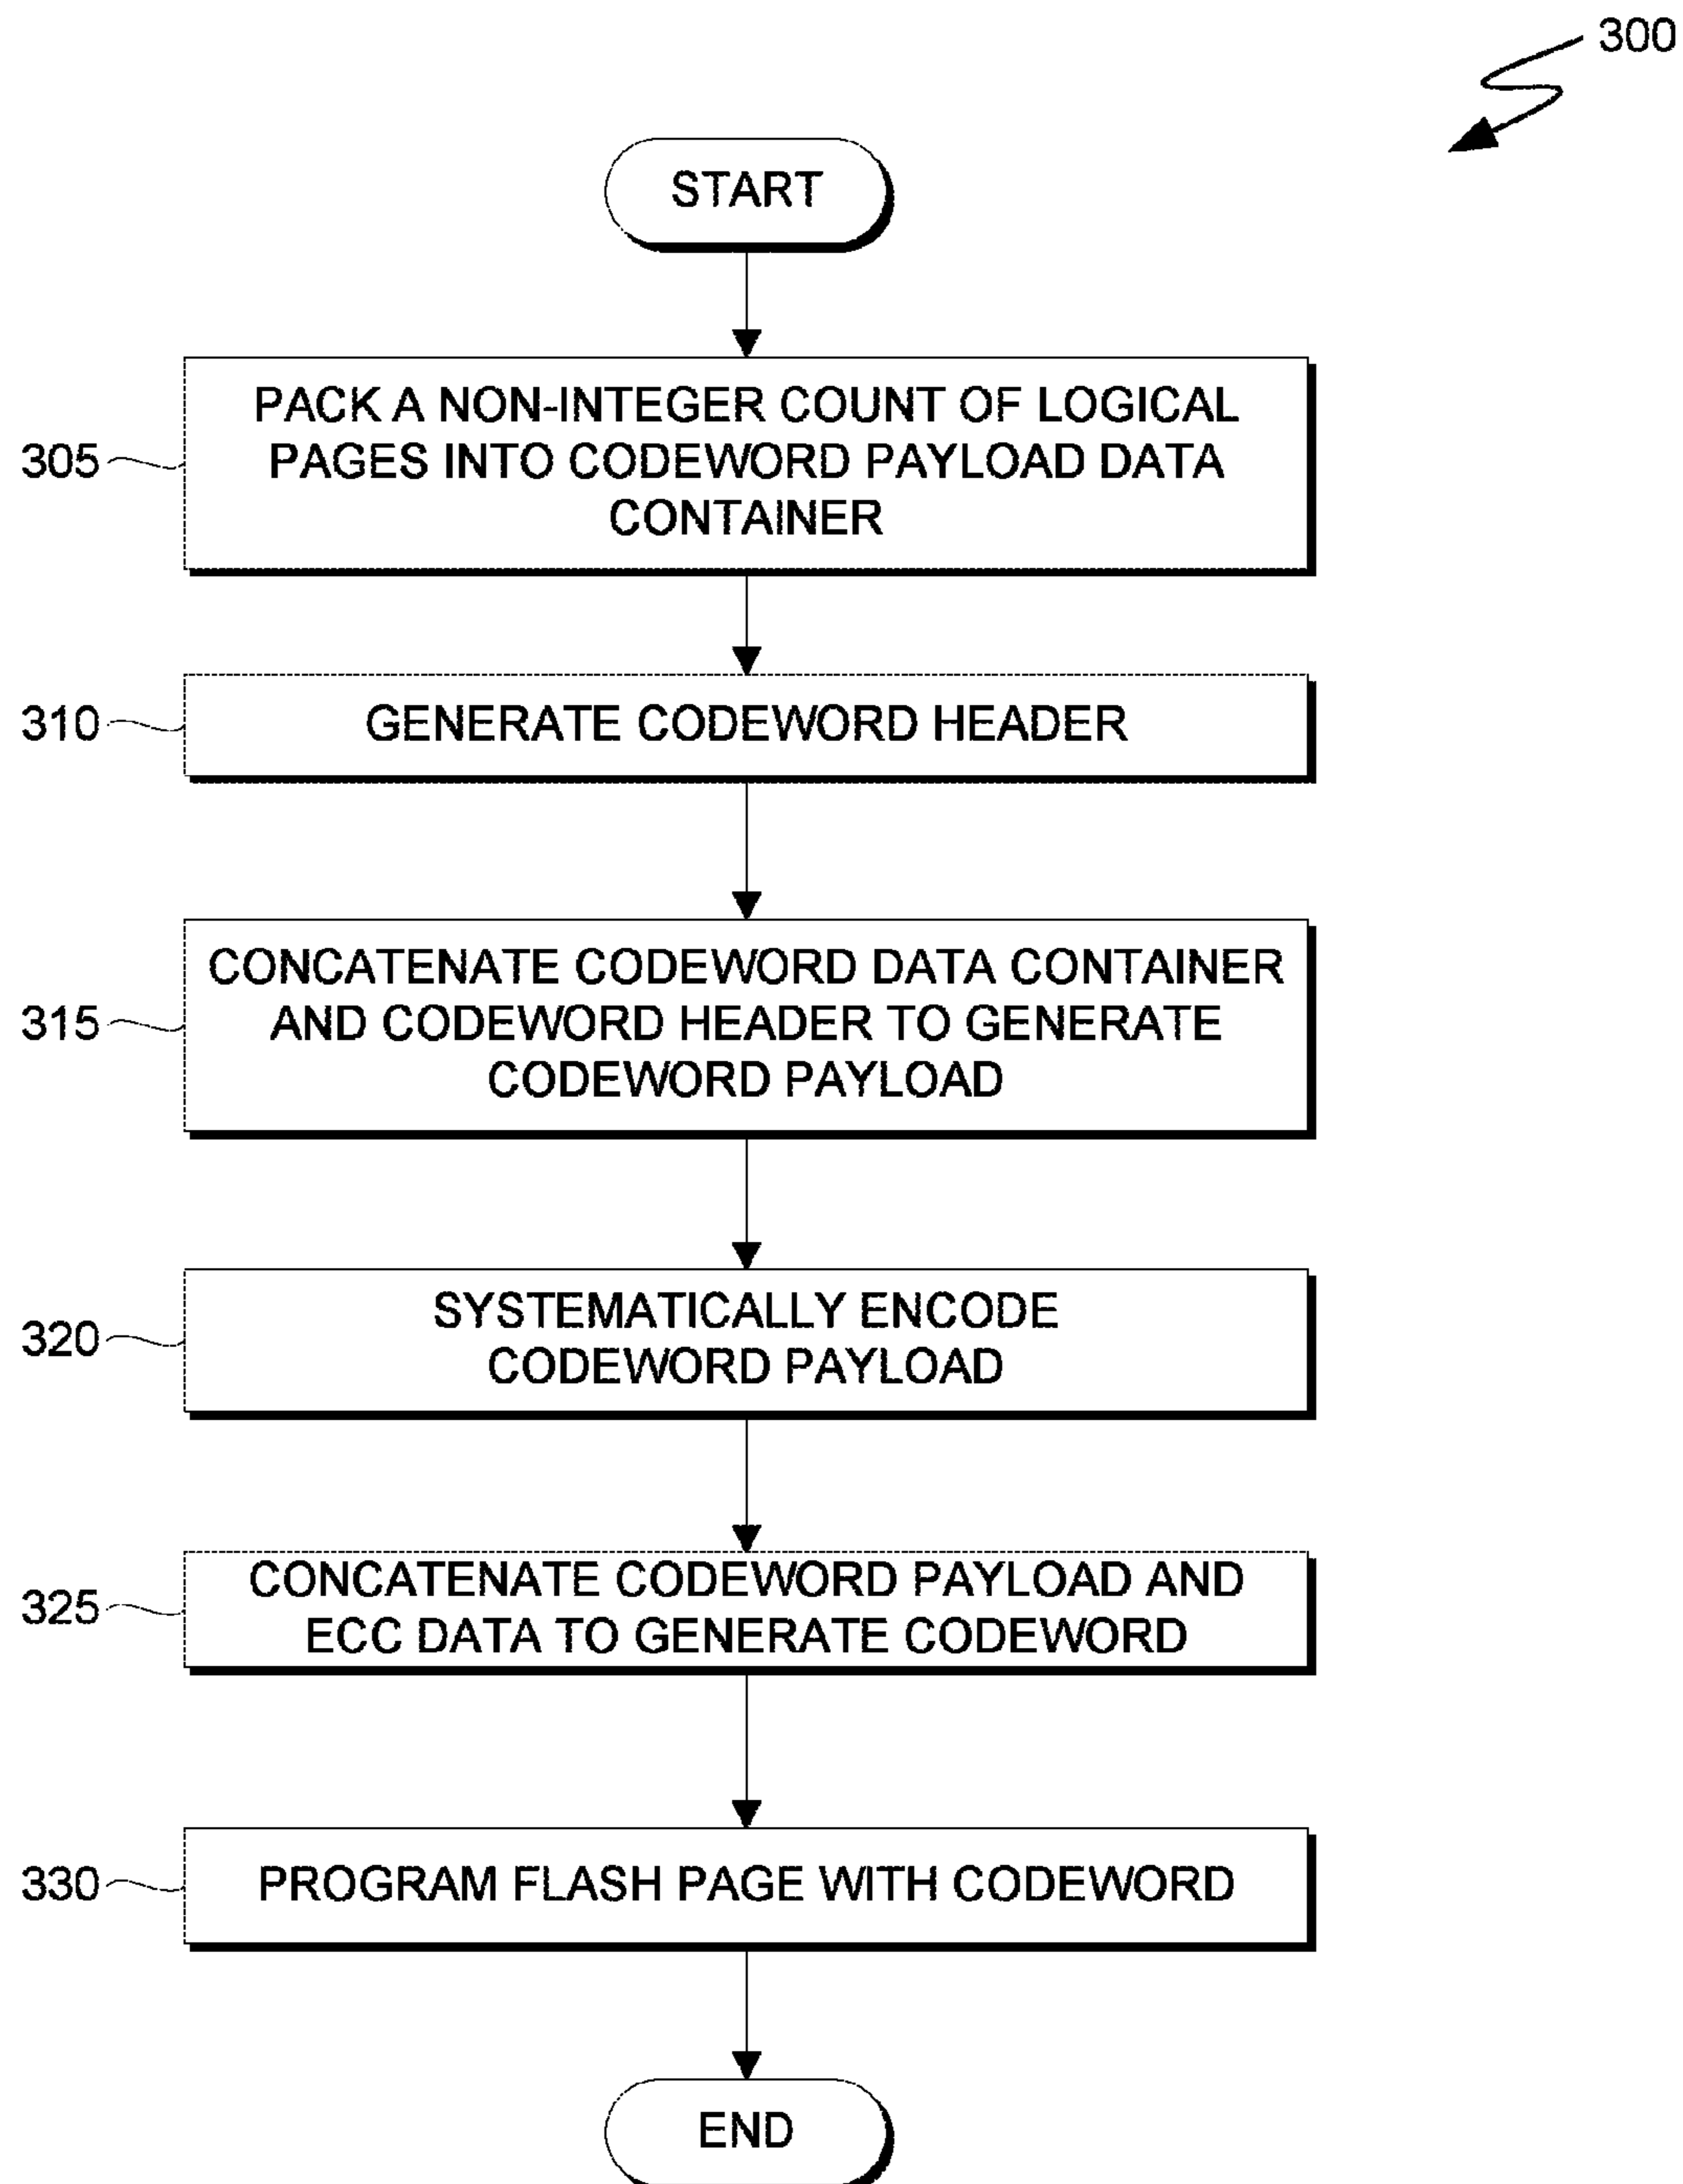 300
START
PACK A NON-INTEGER COUNT OF LOGICAL
PAGES INTO CODEWORD PAYLOAD DATA
CONTAINER
305
GENERATE CODEWORD HEADER
310
CONCATENATE CODEWORD DATA CONTAINER
AND CODEWORD HEADER TO GENERATE
CODEWORD PAYLOAD
315
SYSTEMATICALLY ENCODE
CODEWORD PAYLOAD
320
CONCATENATE CODEWORD PAYLOAD AND
ECC DATA TO GENERATE CODEWORD
325
PROGRAM FLASH PAGE WITH CODEWORD
330
END